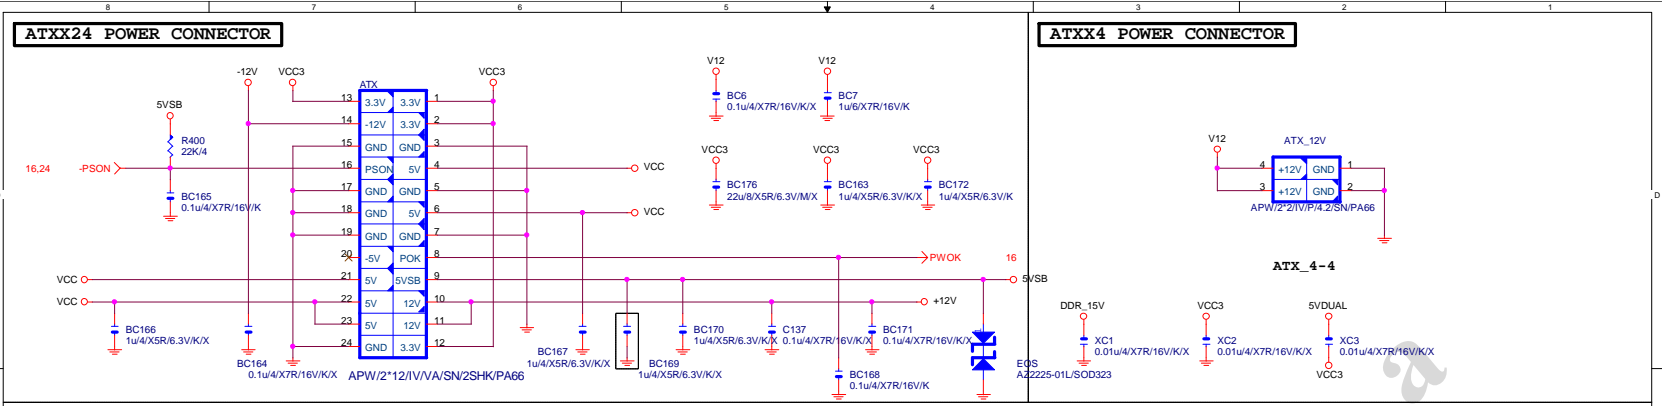 8 7 6 5 4 3 2 1
ATXX24 POWER CONNECTOR
ATXX4 POWER CONNECTOR
-12V VCC3 VCC3
ATX
5VSB
R400
22K/4
16,24 -PSON
BC165
0.1u/4/X7R/16V/K
13 3.3V 3.3V 1
14 -12V 3.3V 2
15 GND GND 3
16 PSON 5V 4 VCC
17 GND GND 5
18 GND 5V 6 VCC
19 GND GND 7
20 -5V POK 8 PWOK 16
VCC 21 5V 5VSB 9 5VSB
VCC 22 5V 12V 10 +12V
23 5V 12V 11
24 GND 3.3V 12
APW/2*12/IV/VA/SN/2SHK/PA66
BC166
1u/4/X5R/6.3V/K/X
BC164
0.1u/4/X7R/16V/K/X
BC167
1u/4/X5R/6.3V/K/X
BC169
1u/4/X5R/6.3V/K/X
BC170
1u/4/X5R/6.3V/K/X
C137
0.1u/4/X7R/16V/K/X
BC171
0.1u/4/X7R/16V/K/X
BC168
0.1u/4/X7R/16V/K
EOS
AZ2225-01L/SOD323
V12
BC6
0.1u/4/X7R/16V/K/X
V12
BC7
1u/6/X7R/16V/K
VCC3
BC176
22u/8/X5R/6.3V/M/X
VCC3
BC163
1u/4/X5R/6.3V/K/X
VCC3
BC172
1u/4/X5R/6.3V/K
V12
ATX_12V
4 +12V GND 1
3 +12V GND 2
APW/2*2/IV/P/4.2/SN/PA66
ATX_4-4
DDR_15V
XC1
0.01u/4/X7R/16V/K/X
VCC3
XC2
0.01u/4/X7R/16V/K/X
5VDUAL
XC3
0.01u/4/X7R/16V/K/X
VCC3
D
a